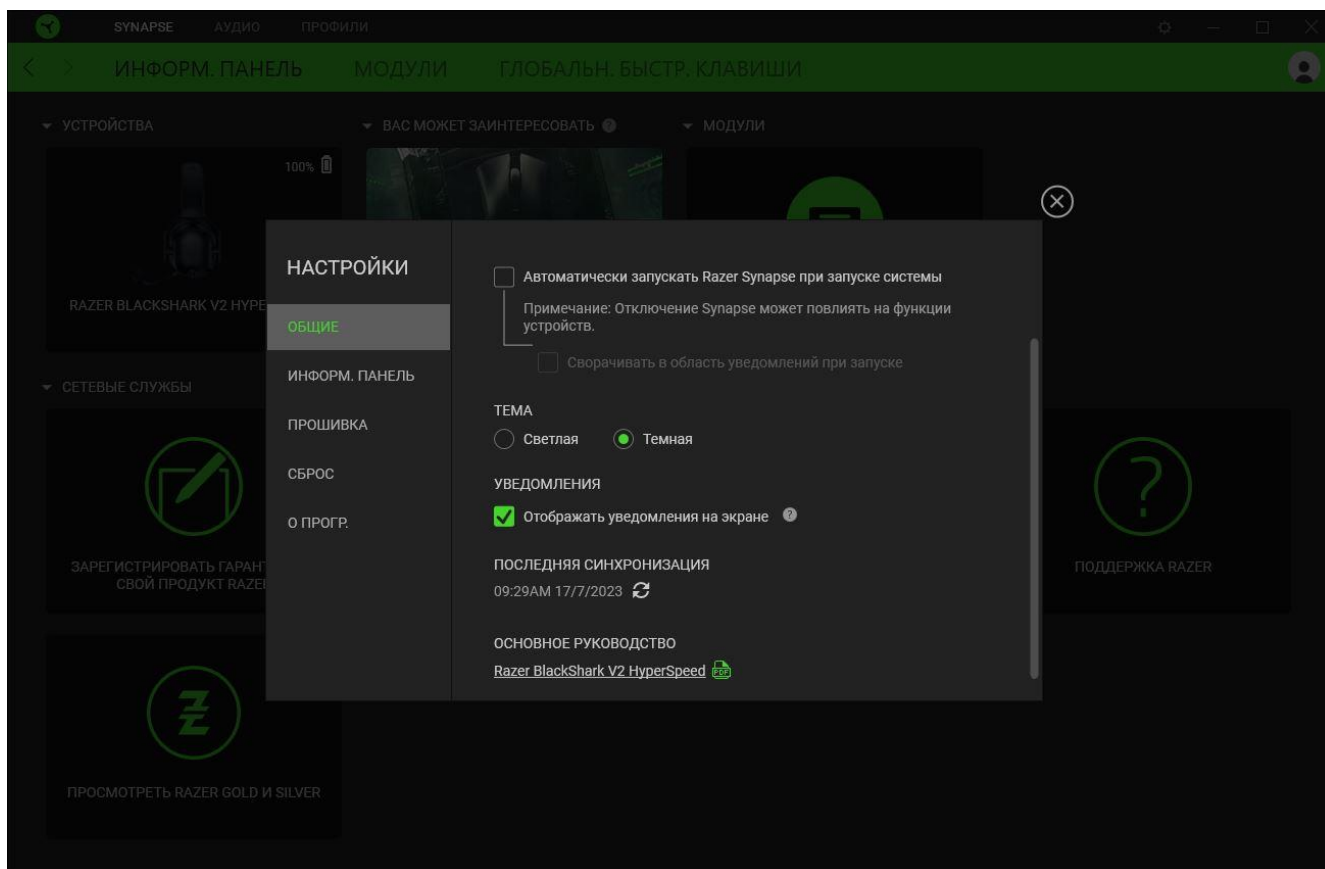 SYNAPSE АУДИО ПРОФИЛИ
ИНФОРМ. ПАНЕЛЬ МОДУЛИ ГЛОБАЛЬН. БЫСТР. КЛАВИШИ
УСТРОЙСТВА
ВАС МОЖЕТ ЗАИНТЕРЕСОВАТЬ ?
МОДУЛИ
100%
RAZER BLACKSHARK V2 HYPE
НАСТРОЙКИ
ОБЩИЕ
ИНФОРМ. ПАНЕЛЬ
ПРОШИВКА
СБРОС
О ПРОГР.
Автоматически запускать Razer Synapse при запуске системы
Примечание: Отключение Synapse может повлиять на функции
устройств.
Сворачивать в область уведомлений при запуске
ТЕМА
Светлая Темная
УВЕДОМЛЕНИЯ
Отображать уведомления на экране ?
ПОСЛЕДНЯЯ СИНХРОНИЗАЦИЯ
09:29AM 17/7/2023
ОСНОВНОЕ РУКОВОДСТВО
Razer BlackShark V2 HyperSpeed PDF
СЕТЕВЫЕ СЛУЖБЫ
ЗАРЕГИСТРИРОВАТЬ ГАРАНТ
СВОЙ ПРОДУКТ RAZE
ПОДДЕРЖКА RAZER
ПРОСМОТРЕТЬ RAZER GOLD И SILVER